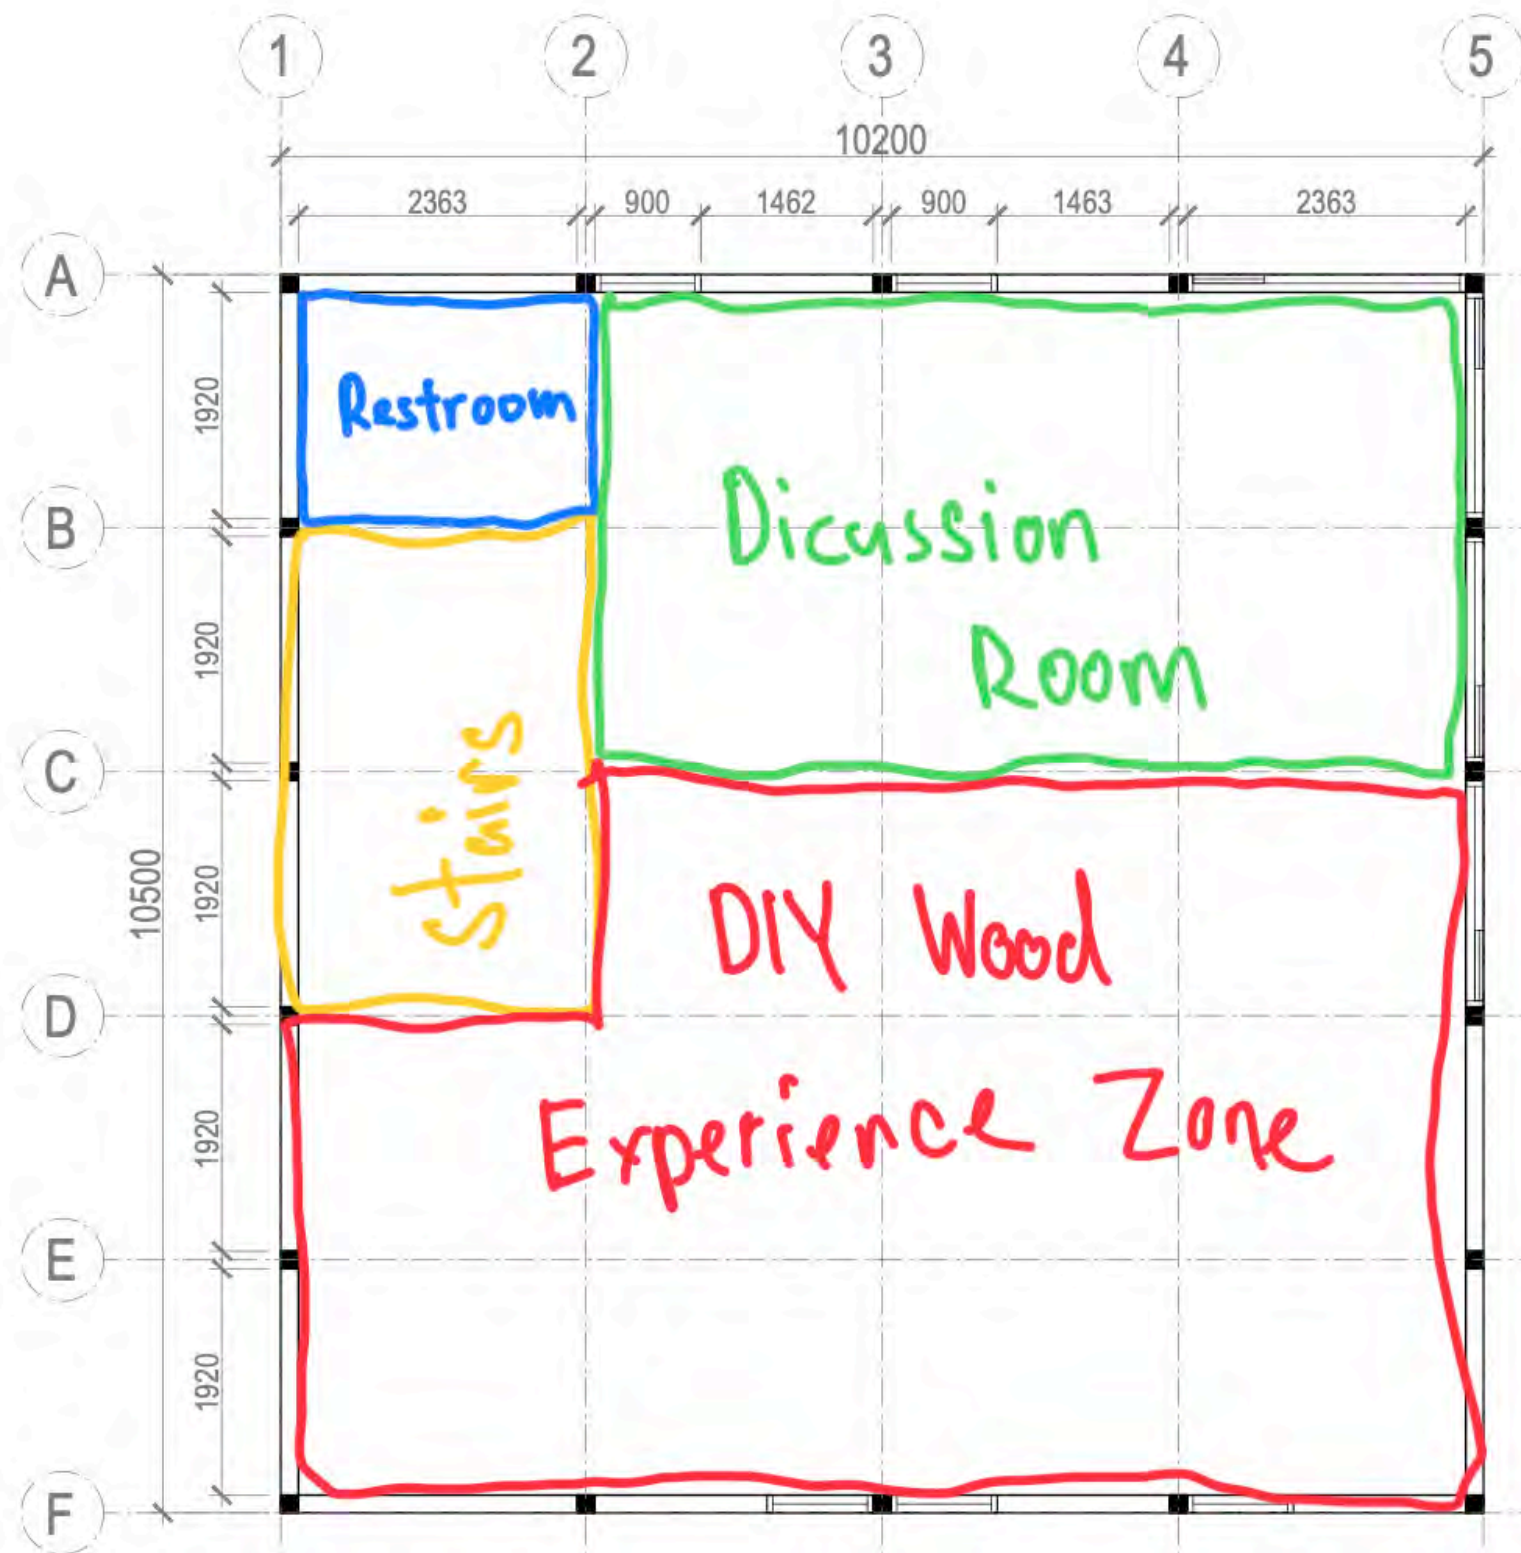 1 2 3 4 5
10200
2363 900 1462 900 1463 2363
A
1920
Restroom
B
Dicussion
1920
Room
C
Stairs
10500
1920
DIY Wood
D
Experience Zone
1920
E
1920
F